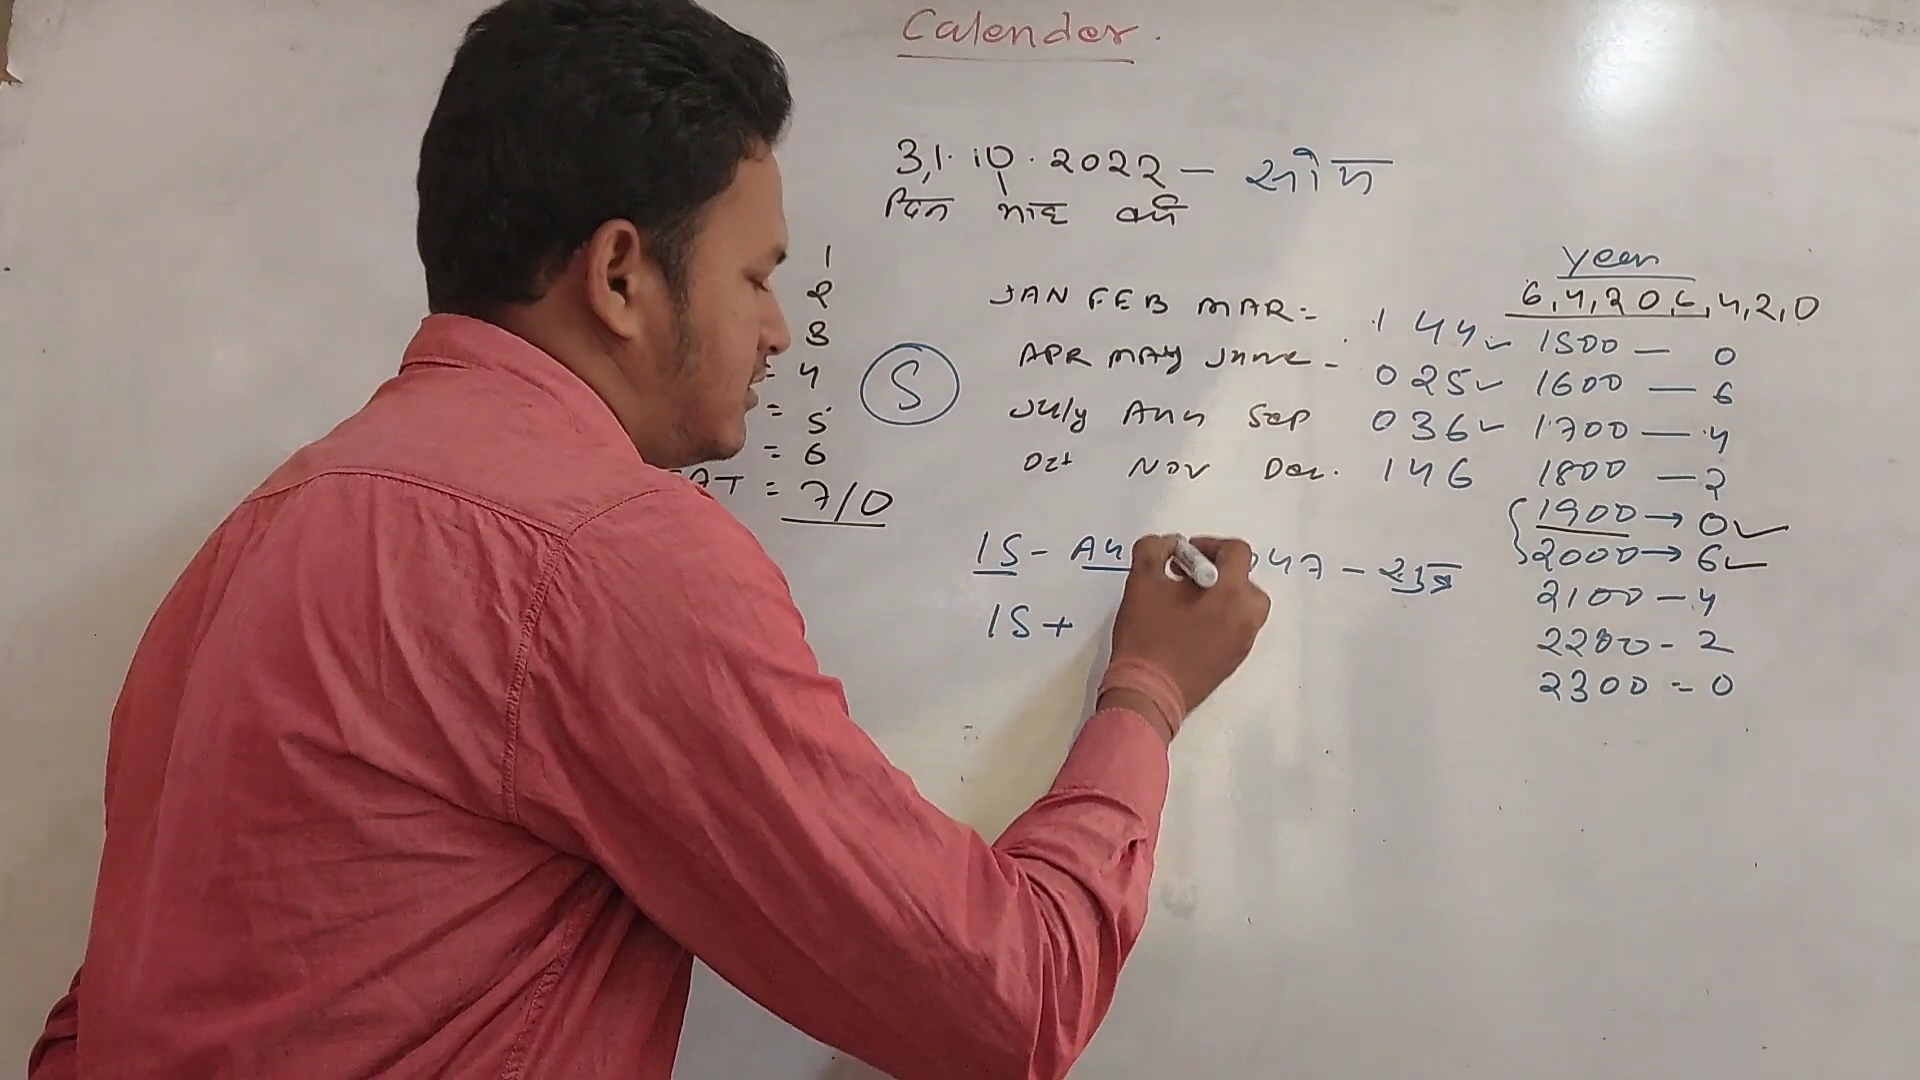 Calender.
31.10.2022 - सोम
दिन माह वर्ष
1
2
3
= 4
= 5
= 6
SAT = 7/0
S
JAN FEB MAR = 1 4 4
APR MAY June - 0 2 5
July Aug Sep 0 3 6
Oct Nov Dec. 1 4 6
15 - Au 47 -
15 +
year
6,4,2 0,6,4,2,0
1500 — 0
1600 — 6
1700 — 4
1800 — 2
1900 → 0
2000 → 6
2100 - 4
2200 - 2
2300 = 0